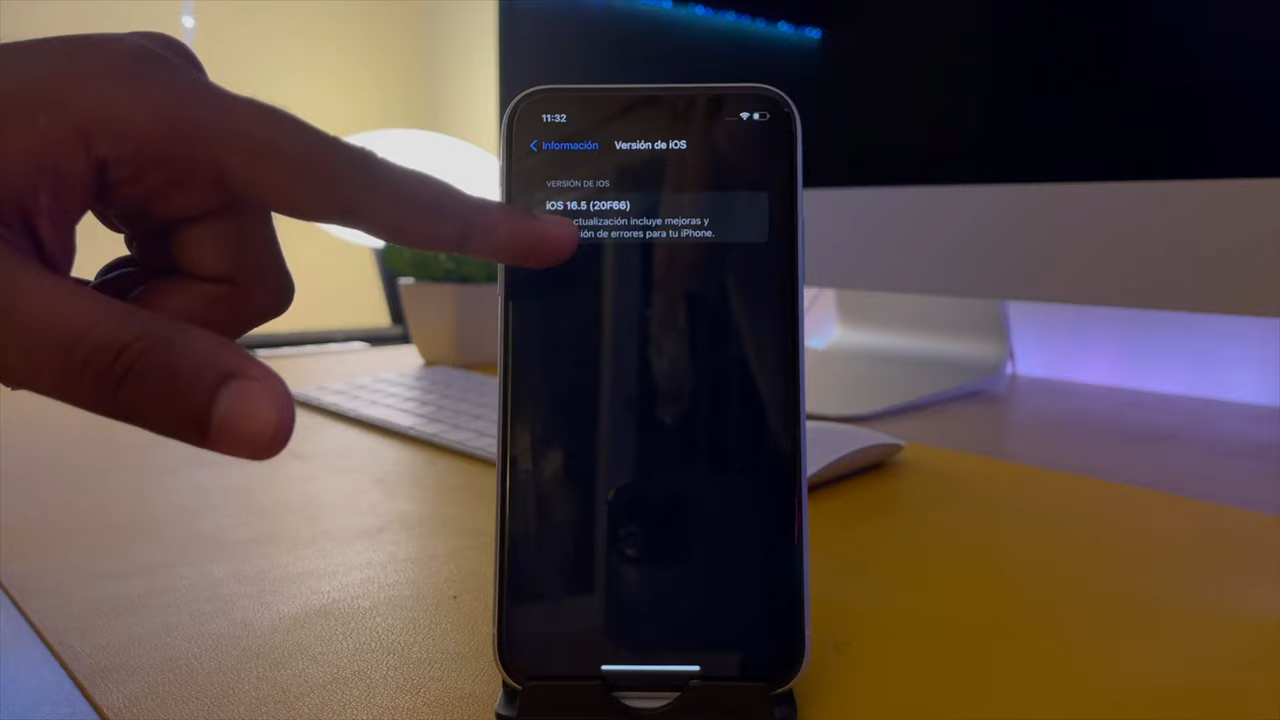 11:32
Información Versión de iOS
VERSIÓN DE IOS
iOS 16.5 (20F66)
incluye mejoras y
de errores para tu iPhone.